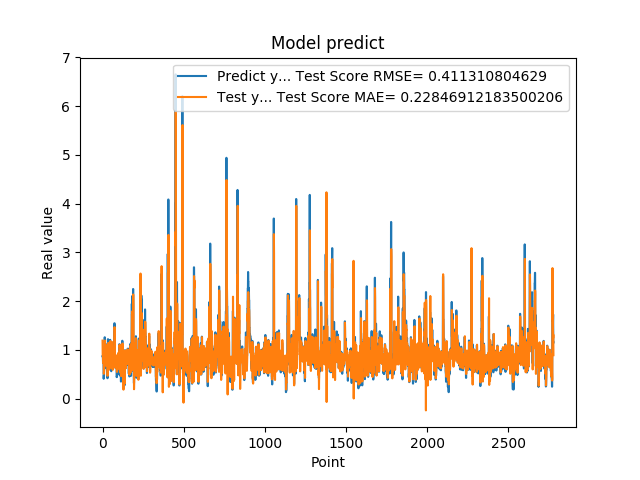 Model predict
Predict y... Test Score RMSE= 0.411310804629
Test y... Test Score MAE= 0.22846912183500206
Real value
7
6
5
4
3
2
1
0
0 500 1000 1500 2000 2500
Point